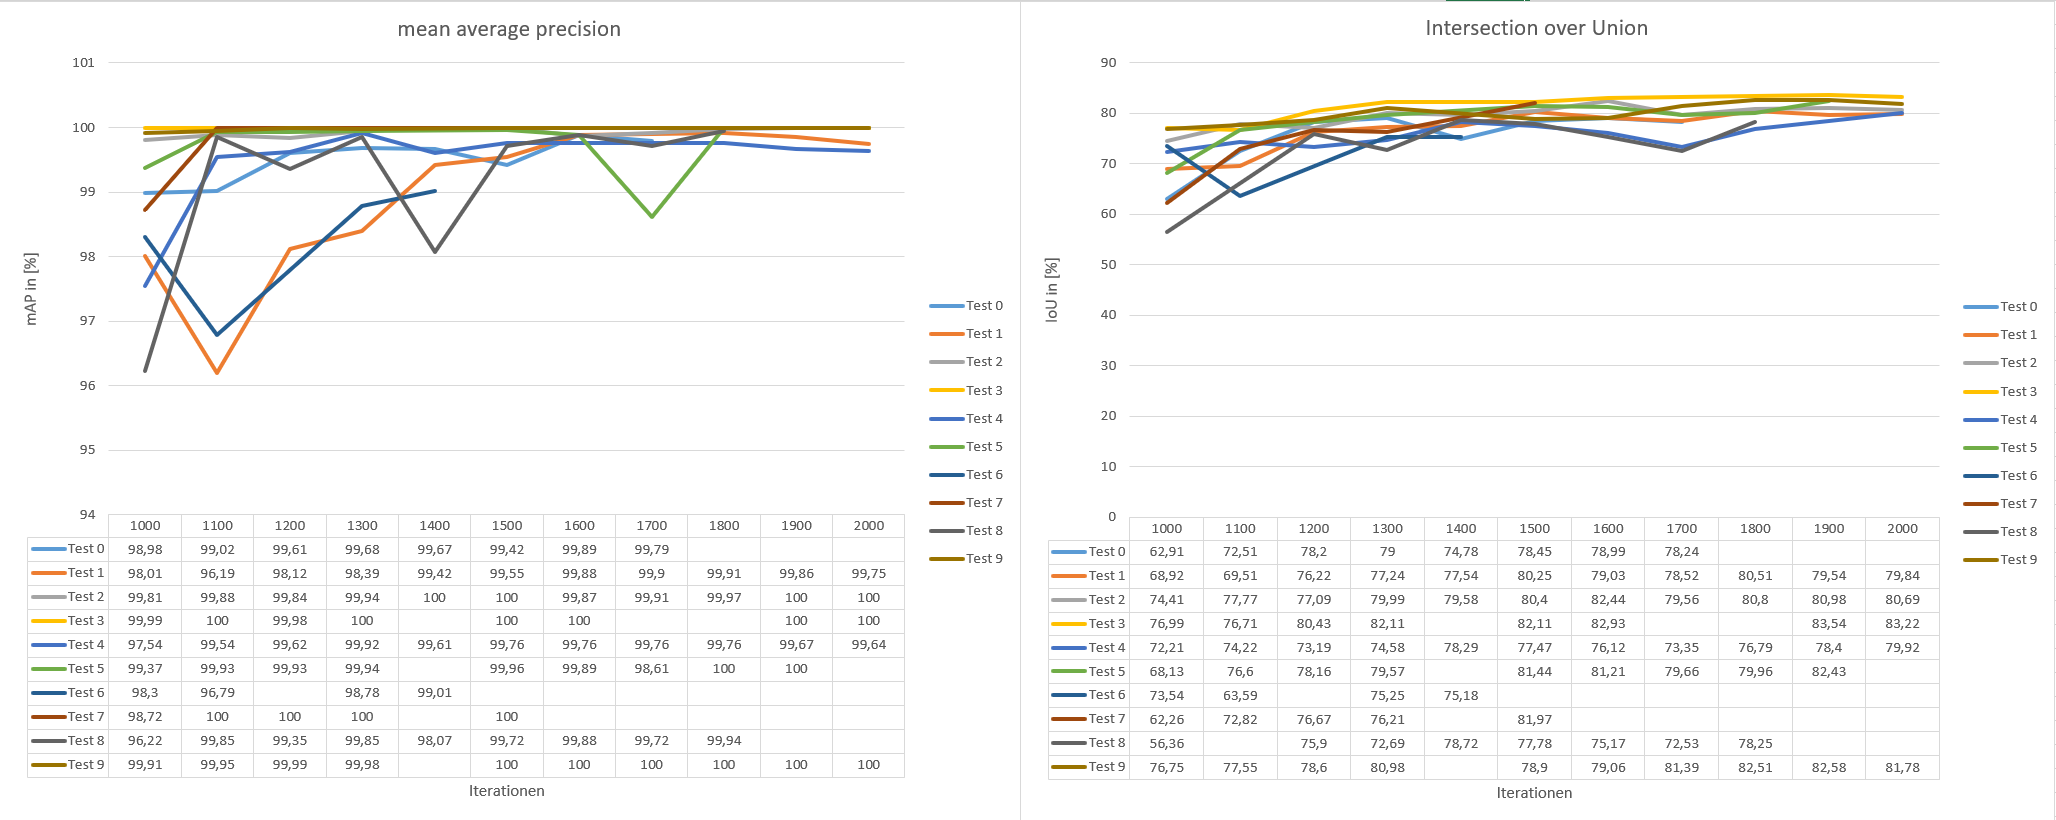 mean average precision
101
100
99
98
97
96
95
94
mAP in [%]
Test 0
Test 1
Test 2
Test 3
Test 4
Test 5
Test 6
Test 7
Test 8
Test 9
1000 1100 1200 1300 1400 1500 1600 1700 1800 1900 2000
Test 0 98,98 99,02 99,61 99,68 99,67 99,42 99,89 99,79
Test 1 98,01 96,19 98,12 98,39 99,42 99,55 99,88 99,9 99,91 99,86 99,75
Test 2 99,81 99,88 99,84 99,94 100 100 99,87 99,91 99,97 100 100
Test 3 99,99 100 99,98 100 100 100 100 100
Test 4 97,54 99,54 99,62 99,92 99,61 99,76 99,76 99,76 99,76 99,67 99,64
Test 5 99,37 99,93 99,93 99,94 99,96 99,89 98,61 100 100
Test 6 98,3 96,79 98,78 99,01
Test 7 98,72 100 100 100 100
Test 8 96,22 99,85 99,35 99,85 98,07 99,72 99,88 99,72 99,94
Test 9 99,91 99,95 99,99 99,98 100 100 100 100 100 100
Iterationen
Intersection over Union
90
80
70
60
50
40
30
20
10
0
IoU in [%]
Test 0
Test 1
Test 2
Test 3
Test 4
Test 5
Test 6
Test 7
Test 8
Test 9
1000 1100 1200 1300 1400 1500 1600 1700 1800 1900 2000
Test 0 62,91 72,51 78,2 79 74,78 78,45 78,99 78,24
Test 1 68,92 69,51 76,22 77,24 77,54 80,25 79,03 78,52 80,51 79,54 79,84
Test 2 74,41 77,77 77,09 79,99 79,58 80,4 82,44 79,56 80,8 80,98 80,69
Test 3 76,99 76,71 80,43 82,11 82,11 82,93 83,54 83,22
Test 4 72,21 74,22 73,19 74,58 78,29 77,47 76,12 73,35 76,79 78,4 79,92
Test 5 68,13 76,6 78,16 79,57 81,44 81,21 79,66 79,96 82,43
Test 6 73,54 63,59 75,25 75,18
Test 7 62,26 72,82 76,67 76,21 81,97
Test 8 56,36 75,9 72,69 78,72 77,78 75,17 72,53 78,25
Test 9 76,75 77,55 78,6 80,98 78,9 79,06 81,39 82,51 82,58 81,78
Iterationen